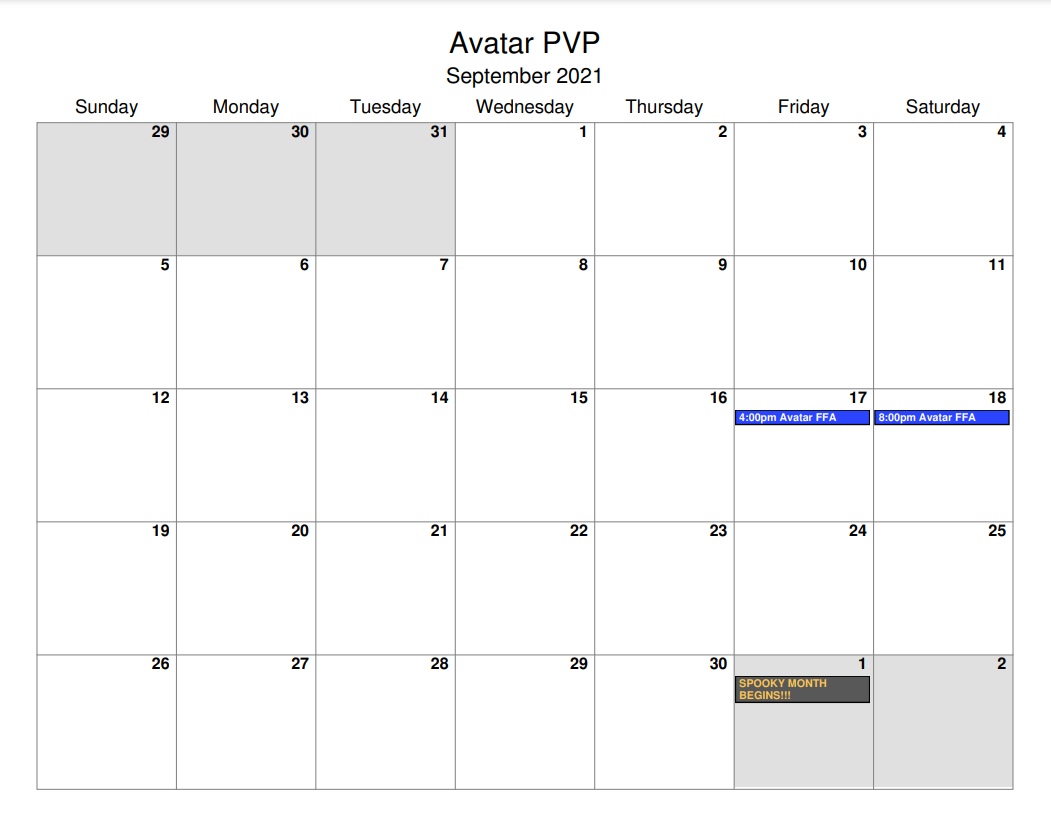 Avatar PVP
September 2021
Sunday Monday Tuesday Wednesday Thursday Friday Saturday
29 30 31 1 2 3 4
5 6 7 8 9 10 11
12 13 14 15 16 17 18
4:00pm Avatar FFA 8:00pm Avatar FFA
19 20 21 22 23 24 25
26 27 28 29 30 1 2
SPOOKY MONTH
BEGINS!!!